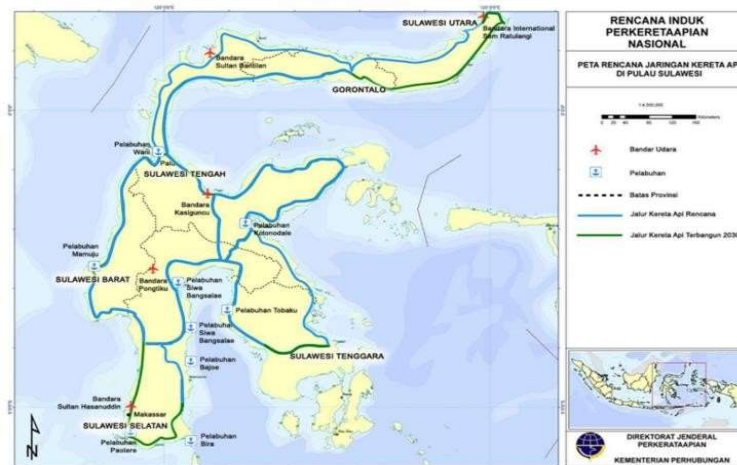 SULAWESI UTARA
Bandara International
Sam Ratulangi
Bandara
Sultan Bantilan
GORONTALO
Pelabuhan
Wani
Palu
SULAWESI TENGAH
Bandara
Kasiguncu
Pelabuhan
Kolonodale
Pelabuhan
Mamuju
SULAWESI BARAT
Bandara
Pongtiku
Pelabuhan
Siwa
Bangsalae
Pelabuhan Tobaku
Pelabuhan
Siwa
Bangsalae
SULAWESI TENGGARA
Pelabuhan
Bajoe
Bandara
Sultan Hasanuddin
Makassar
SULAWESI SELATAN
Pelabuhan
Paotere
Pelabuhan
Bira
RENCANA INDUK
PERKERETAAPIAN
NASIONAL
PETA RENCANA JARINGAN KERETA API
DI PULAU SULAWESI
Bandar Udara
Pelabuhan
Batas Provinsi
Jalur Kereta Api Rencana
Jalur Kereta Api Terbangun 2030
DIREKTORAT JENDERAL
PERKERATAAPIAN
KEMENTERIAN PERHUBUNGAN